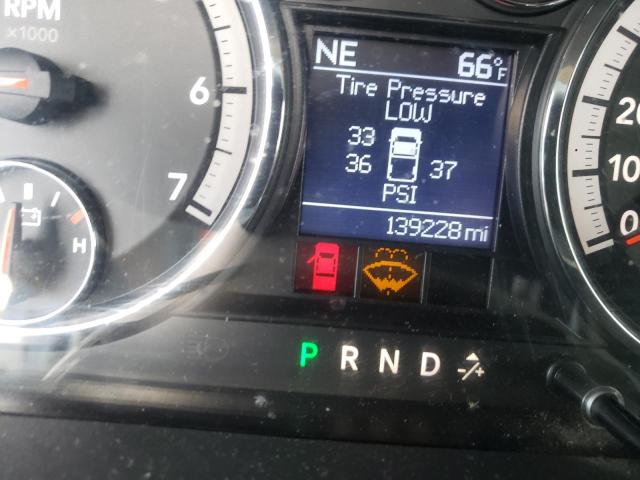 RPM
x1000
6
7
H
NE 66°F
Tire Pressure
LOW
33
36 37
PSI
139228 mi
20
10
0
P R N D -/+